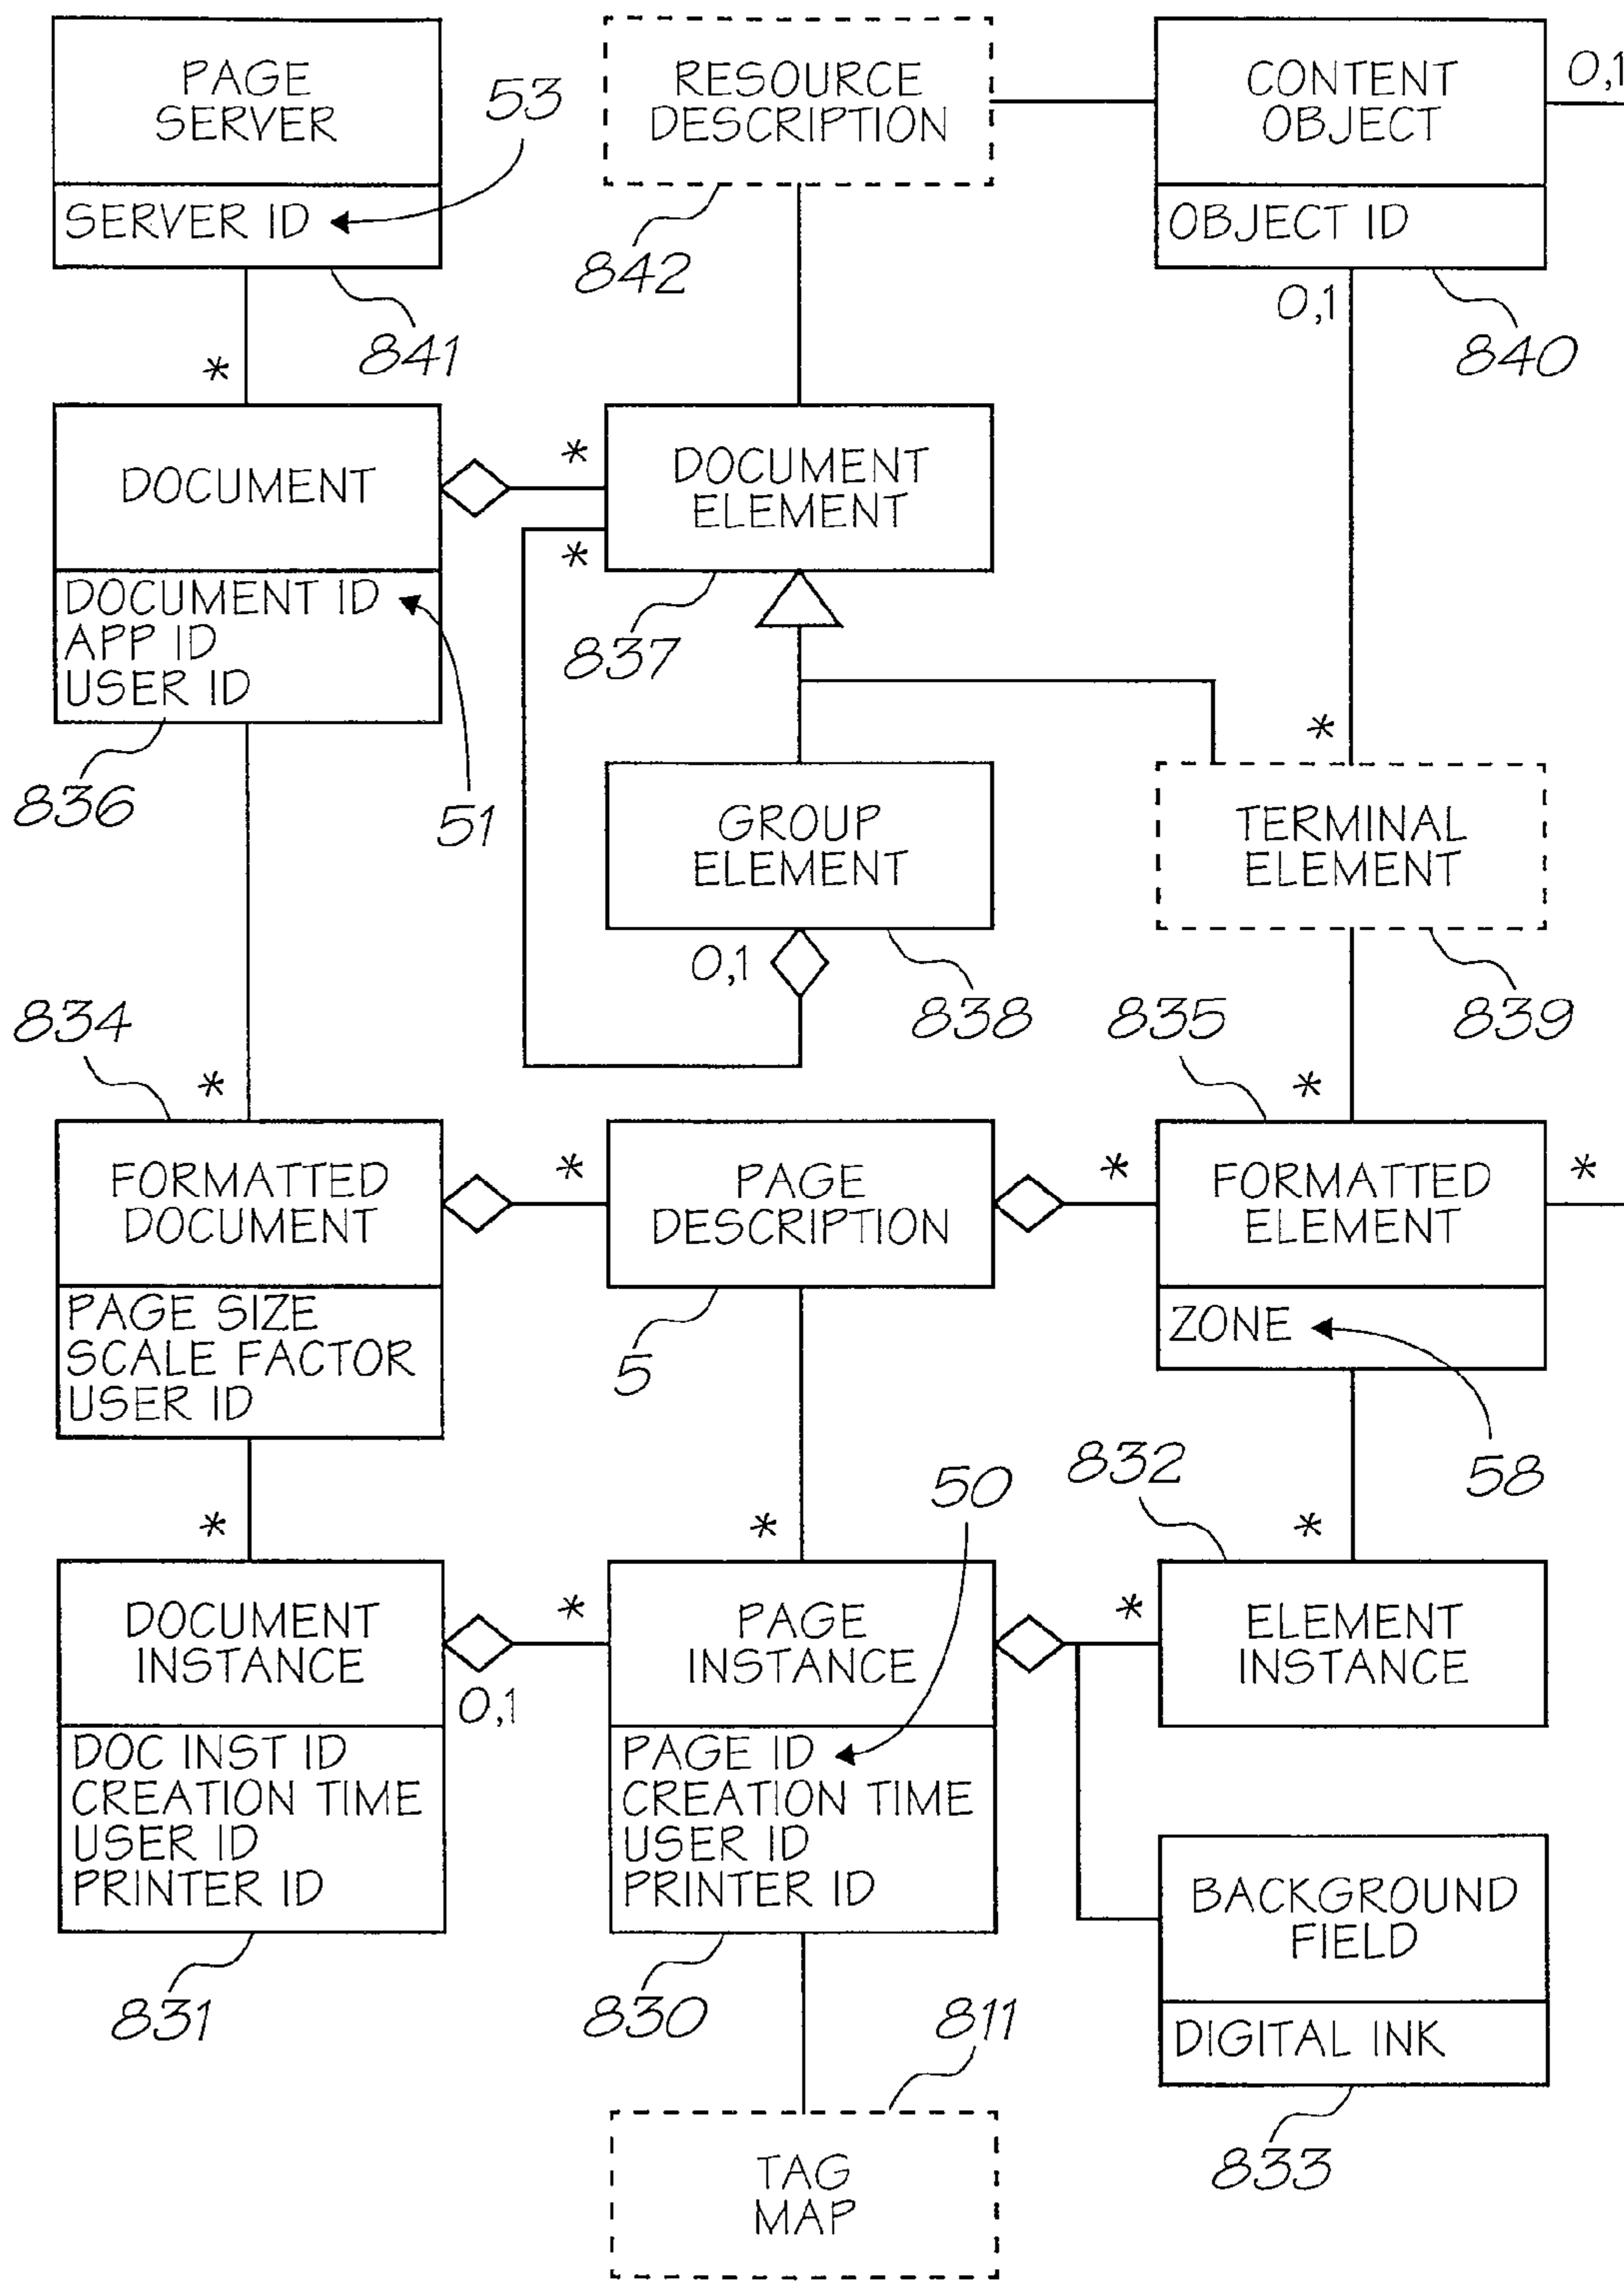 PAGE
SERVER
SERVER ID
53
841
RESOURCE
DESCRIPTION
842
CONTENT
OBJECT
OBJECT ID
0,1
0,1
840
*
DOCUMENT
DOCUMENT ID
APP ID
USER ID
836
51
*
DOCUMENT
ELEMENT
*
837
GROUP
ELEMENT
0,1
838
*
TERMINAL
ELEMENT
839
834
*
FORMATTED
DOCUMENT
PAGE SIZE
SCALE FACTOR
USER ID
*
PAGE
DESCRIPTION
5
835
*
*
FORMATTED
ELEMENT
*
ZONE
58
*
DOCUMENT
INSTANCE
0,1
DOC INST ID
CREATION TIME
USER ID
PRINTER ID
831
*
50
*
PAGE
INSTANCE
PAGE ID
CREATION TIME
USER ID
PRINTER ID
830
832
*
*
ELEMENT
INSTANCE
BACKGROUND
FIELD
DIGITAL INK
833
811
TAG
MAP